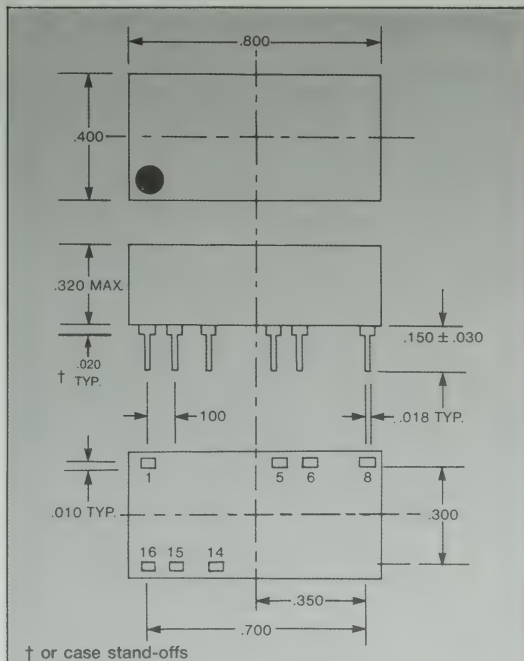 .800
.400
.320 MAX.
.150 ± .030
† .020 TYP.
100
.018 TYP.
1 5 6 8
.010 TYP.
.300
16 15 14
.350
.700
† or case stand-offs